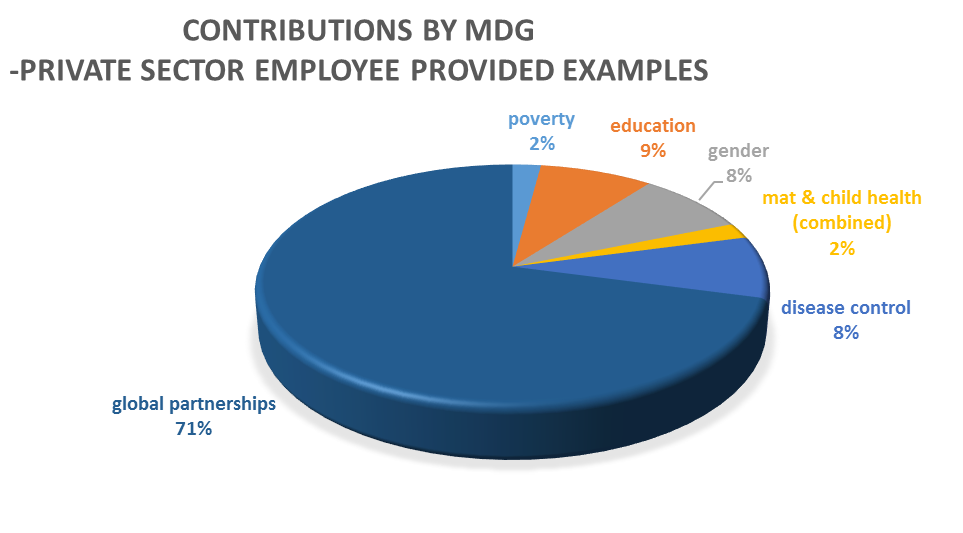 CONTRIBUTIONS BY MDG
-PRIVATE SECTOR EMPLOYEE PROVIDED EXAMPLES
poverty
2%
education
9%
gender
8%
mat & child health
(combined)
2%
disease control
8%
global partnerships
71%